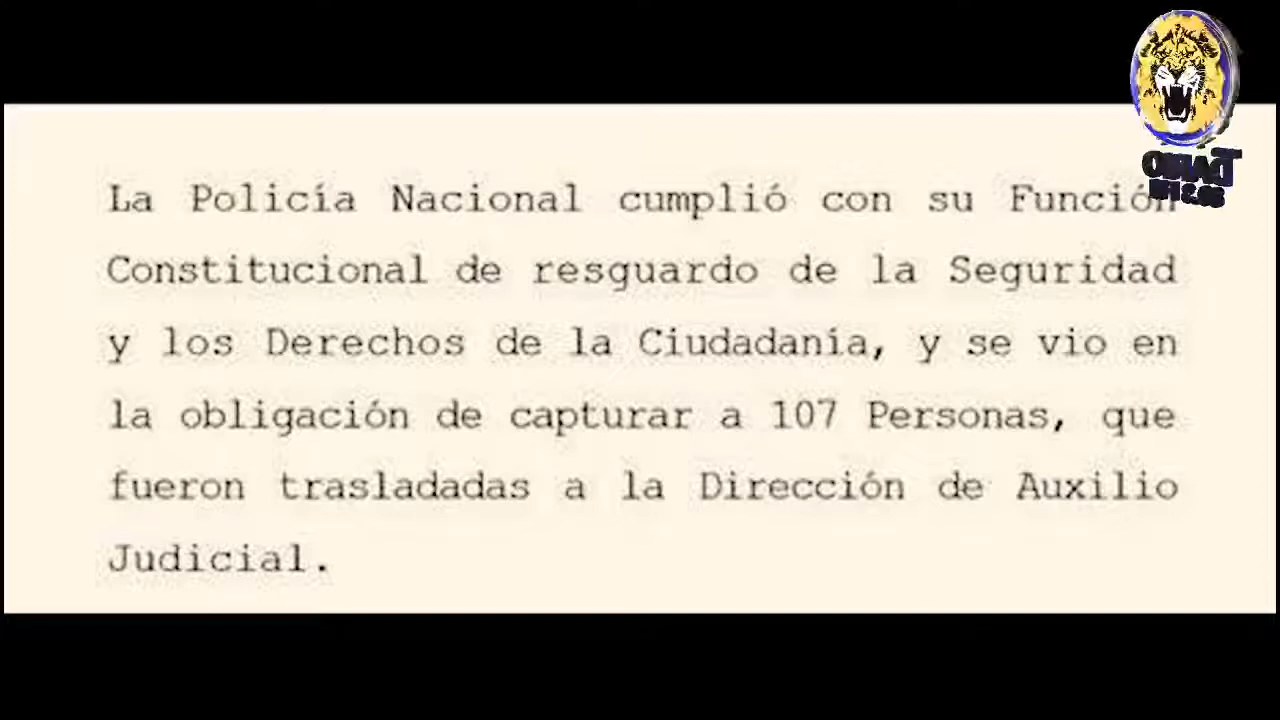 La Policía Nacional cumplió con su Función
Constitucional de resguardo de la Seguridad
y los Derechos de la Ciudadanía, y se vio en
la obligación de capturar a 107 Personas, que
fueron trasladadas a la Dirección de Auxilio
Judicial.